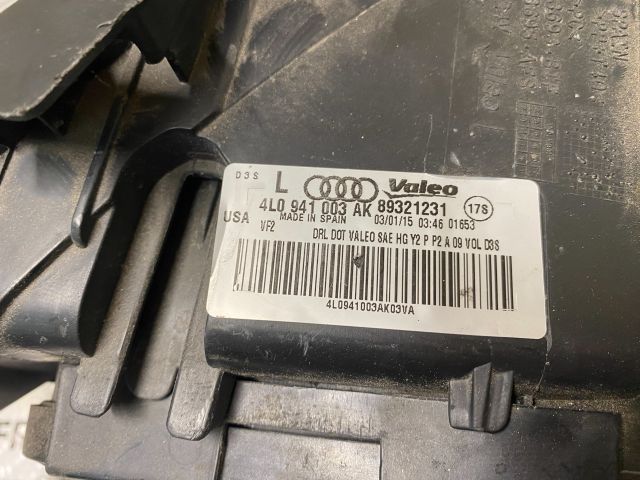 D3S
L Valeo
4L0 941 003 AK 89321231
USA MADE IN SPAIN 03/01/15 03:46 01653 17S
VF2
DRL DOT VALEO SAE HG Y2 P P2 A 09 VOL D3S
4L0941003AK03VA